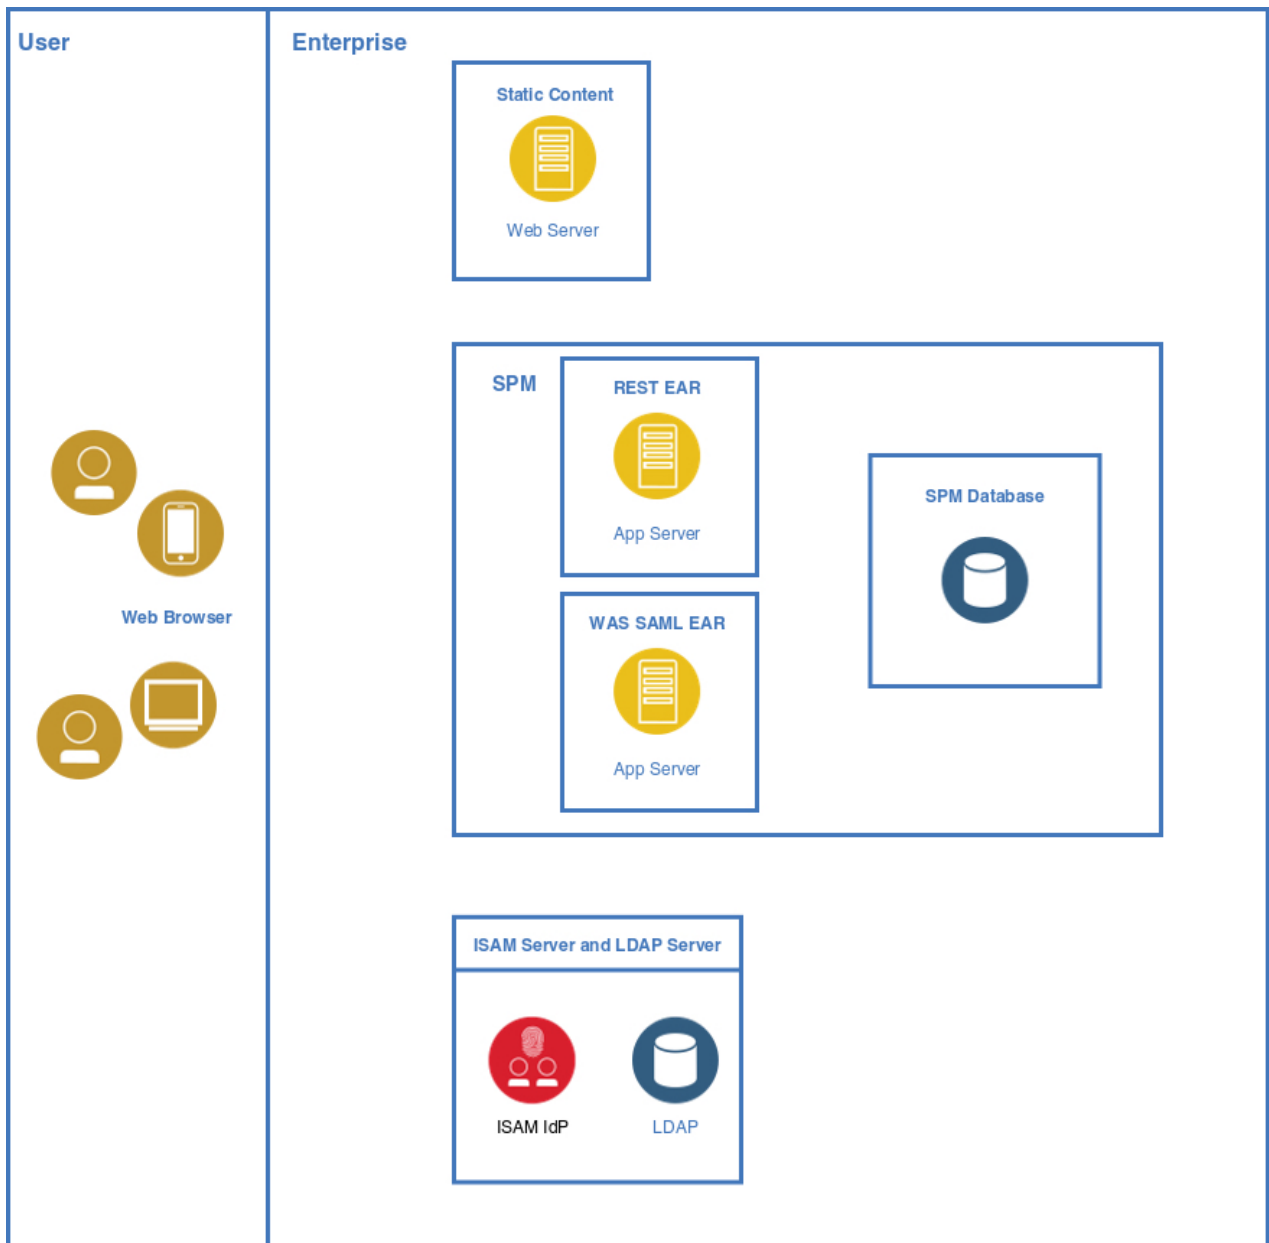 User
Enterprise
Static Content
Web Server
SPM
REST EAR
App Server
SPM Database
Web Browser
WAS SAML EAR
App Server
ISAM Server and LDAP Server
ISAM IdP
LDAP